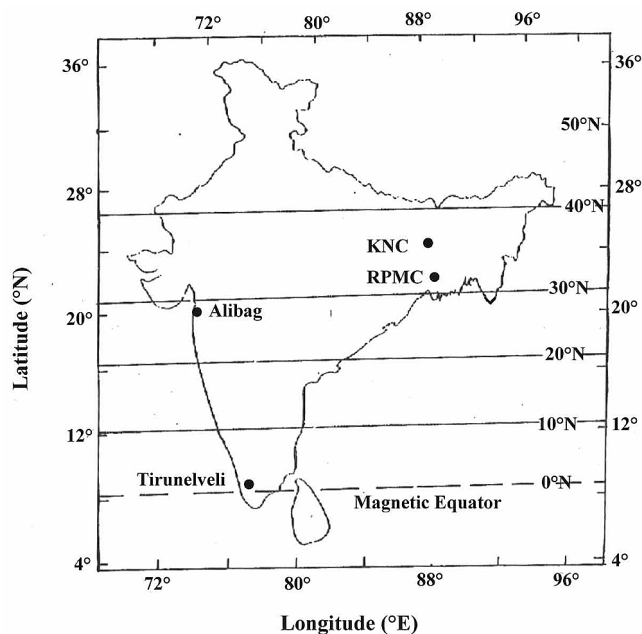 72° 80° 88° 96°
36° 36°
50°N
28° 28°
40°N
KNC
RPMC
30°N
Alibag 20°
20°
20°N
10°N
12° 12°
Tirunelveli 0°N
Magnetic Equator
4° 4°
72° 80° 88° 96°
Longitude (°E)
Latitude (°N)